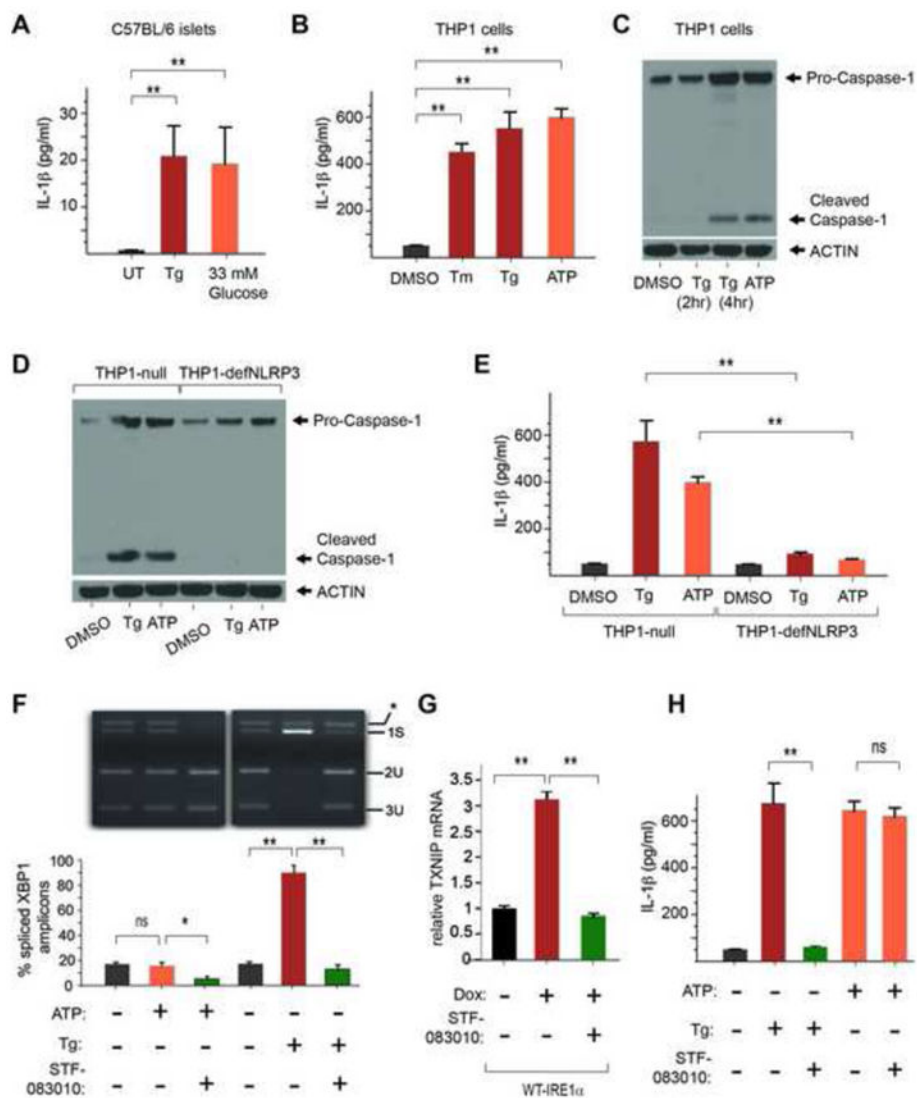 A
C57BL/6 islets
**
**
IL-1β (pg/ml)
30
20
10
UT
Tg
33 mM
Glucose
B
THP1 cells
**
**
**
IL-1β (pg/ml)
600
400
200
DMSO
Tm
Tg
ATP
C
THP1 cells
Pro-Caspase-1
Cleaved
Caspase-1
ACTIN
DMSO Tg Tg ATP
(2hr) (4hr)
D
THP1-null THP1-defNLRP3
Pro-Caspase-1
Cleaved
Caspase-1
ACTIN
DMSO Tg ATP DMSO Tg ATP
E
**
**
IL-1β (pg/ml)
600
400
200
DMSO Tg ATP DMSO Tg ATP
THP1-null THP1-defNLRP3
F
*
1S
2U
3U
% spliced XBP1
amplicons
100
80
60
40
20
0
ns
*
**
**
ATP: - + + - - -
Tg: - - - - + +
STF-
083010: - - + - - +
G
** **
relative TXNIP mRNA
3.5
3
2.5
2
1.5
1
0.5
0
Dox: - + +
STF-
083010: - - +
WT-IRE1α
H
**
ns
IL-1β (pg/ml)
600
400
200
ATP: - - - + +
Tg: - + + - -
STF-
083010: - - + - +